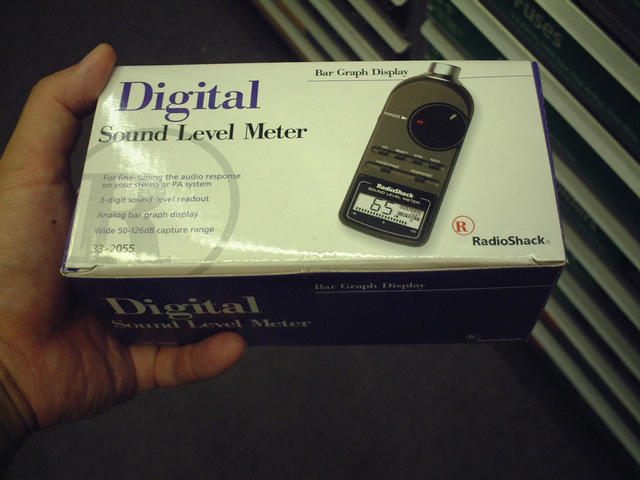 fuses
Bar Graph Display
Digital
Sound Level Meter
RANGE
For fine-tuning the audio response
on your stereo or PA system
3-digit sound-level readout
Analog bar graph display
Wide 50-126dB capture range
33-2055
RadioShack
SOUND LEVEL METER
65
R
RadioShack
Bar Graph Display
Digital
Sound Level Meter